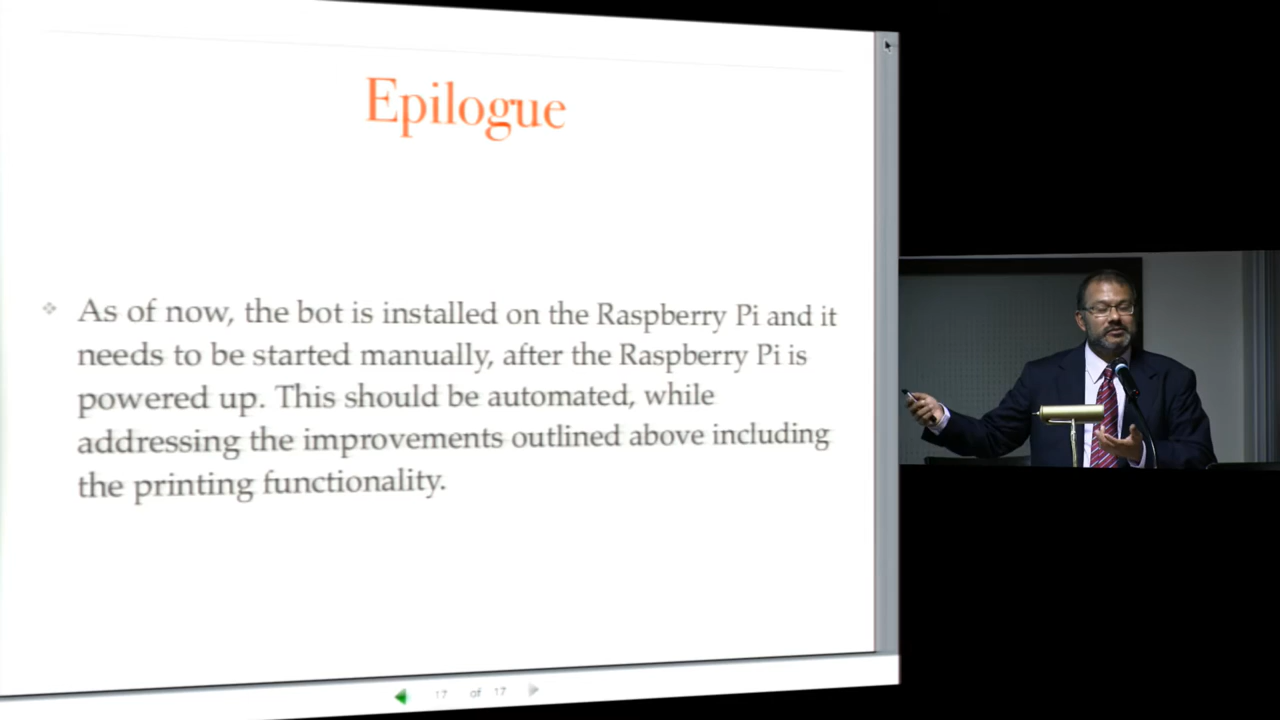 Epilogue
As of now, the bot is installed on the Raspberry Pi and it
needs to be started manually, after the Raspberry Pi is
powered up. This should be automated, while
addressing the improvements outlined above including
the printing functionality.
17 of 17